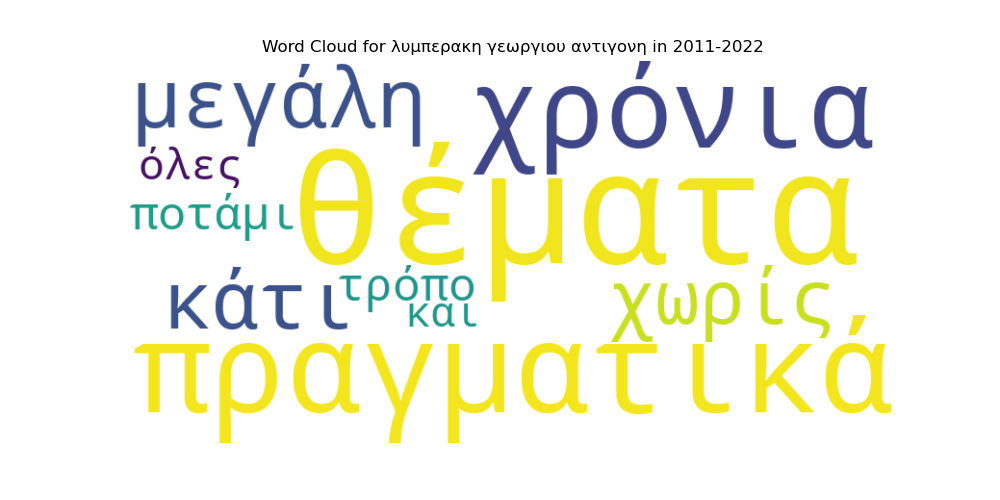 Word Cloud for λυμπερακη γεωργιου αντιγονη in 2011-2022
μεγάλη
χρόνια
όλες
θέματα
ποτάμι
κάτι
τρόπο
και
χωρίς
πραγματικά